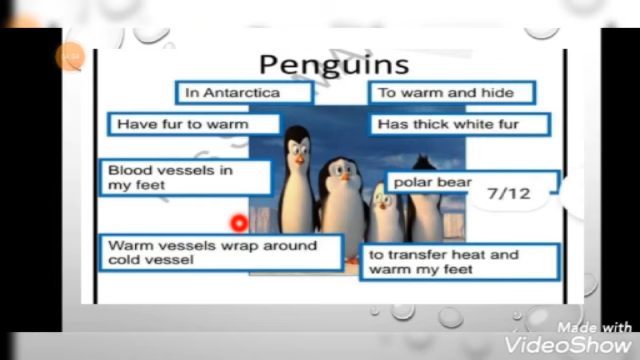 Penguins
In Antarctica
To warm and hide
Have fur to warm
Has thick white fur
Blood vessels in
my feet
polar bear
7/12
Warm vessels wrap around
cold vessel
to transfer heat and
warm my feet
Made with
VideoShow